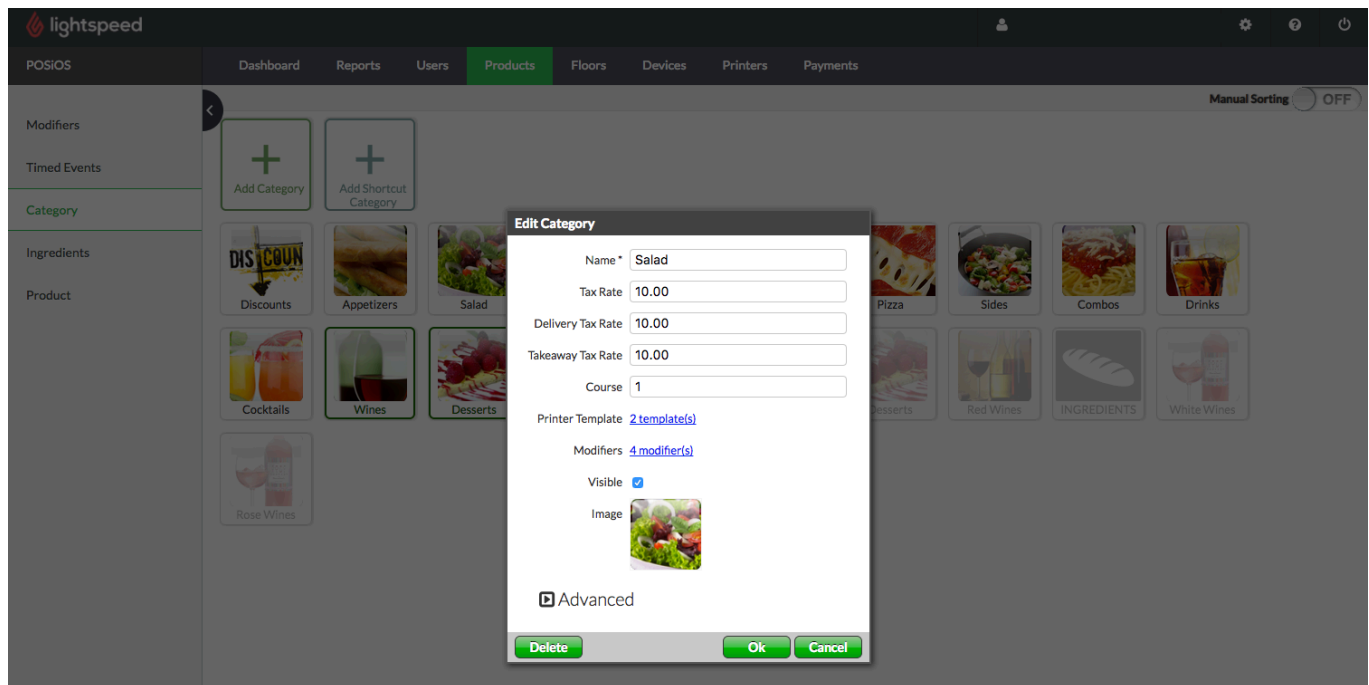 lightspeed
POSiOS
Dashboard Reports Users Products Floors Devices Printers Payments
Manual Sorting OFF
Modifiers
Timed Events
Category
Ingredients
Product
Add Category
Add Shortcut
Category
DISCOUN
Discounts
Appetizers
Salad
Pizza
Sides
Combos
Drinks
Cocktails
Wines
Desserts
Desserts
Red Wines
INGREDIENTS
White Wines
Rose Wines
Edit Category
Name* Salad
Tax Rate 10.00
Delivery Tax Rate 10.00
Takeaway Tax Rate 10.00
Course 1
Printer Template 2 template(s)
Modifiers 4 modifier(s)
Visible
Image
Advanced
Delete Ok Cancel